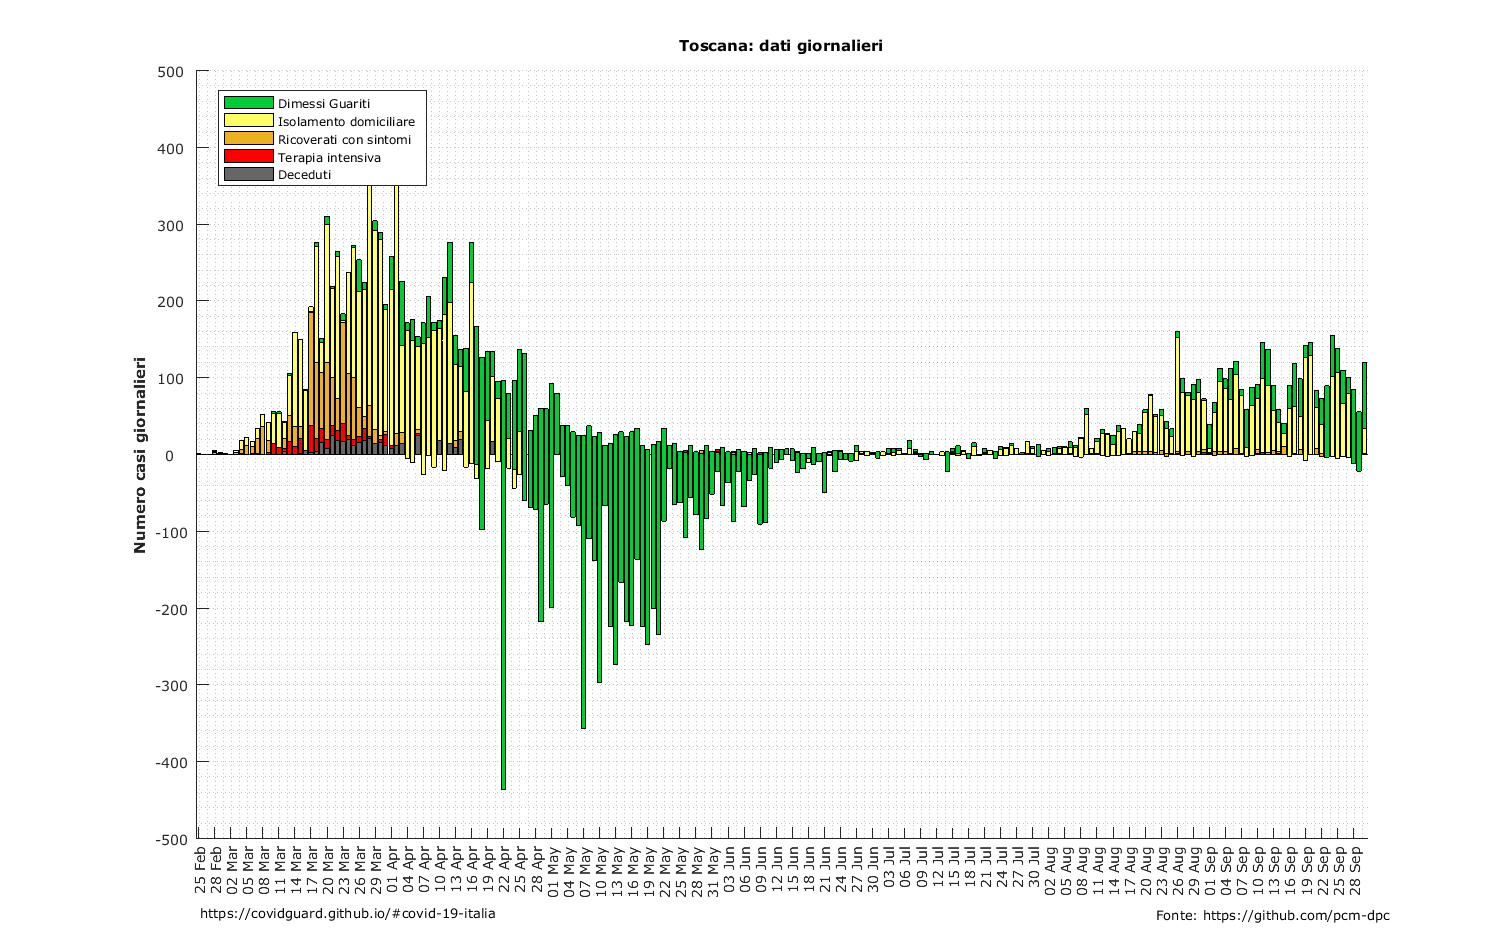 Toscana: dati giornalieri
500
400
300
200
100
0
-100
-200
-300
-400
-500
Numero casi giornalieri
Dimessi Guariti
Isolamento domiciliare
Ricoverati con sintomi
Terapia intensiva
Deceduti
25 Feb
28 Feb
02 Mar
05 Mar
08 Mar
11 Mar
14 Mar
17 Mar
20 Mar
23 Mar
26 Mar
29 Mar
01 Apr
04 Apr
07 Apr
10 Apr
13 Apr
16 Apr
19 Apr
22 Apr
25 Apr
28 Apr
01 May
04 May
07 May
10 May
13 May
16 May
19 May
22 May
25 May
28 May
31 May
03 Jun
06 Jun
09 Jun
12 Jun
15 Jun
18 Jun
21 Jun
24 Jun
27 Jun
30 Jun
03 Jul
06 Jul
09 Jul
12 Jul
15 Jul
18 Jul
21 Jul
24 Jul
27 Jul
30 Jul
02 Aug
05 Aug
08 Aug
11 Aug
14 Aug
17 Aug
20 Aug
23 Aug
26 Aug
29 Aug
01 Sep
04 Sep
07 Sep
10 Sep
13 Sep
16 Sep
19 Sep
22 Sep
25 Sep
28 Sep
https://covidguard.github.io/#covid-19-italia
Fonte: https://github.com/pcm-dpc